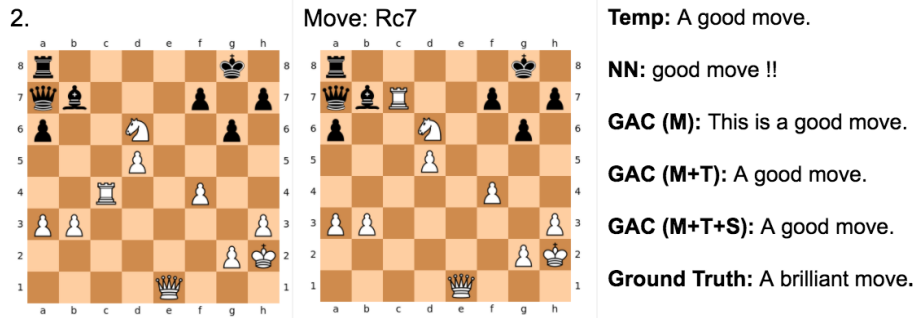 2.
Move: Rc7
a b c d e f g h
8 8
7 7
6 6
5 5
4 4
3 3
2 2
1 1
a b c d e f g h
a b c d e f g h
8 8
7 7
6 6
5 5
4 4
3 3
2 2
1 1
a b c d e f g h
Temp: A good move.
NN: good move !!
GAC (M): This is a good move.
GAC (M+T): A good move.
GAC (M+T+S): A good move.
Ground Truth: A brilliant move.